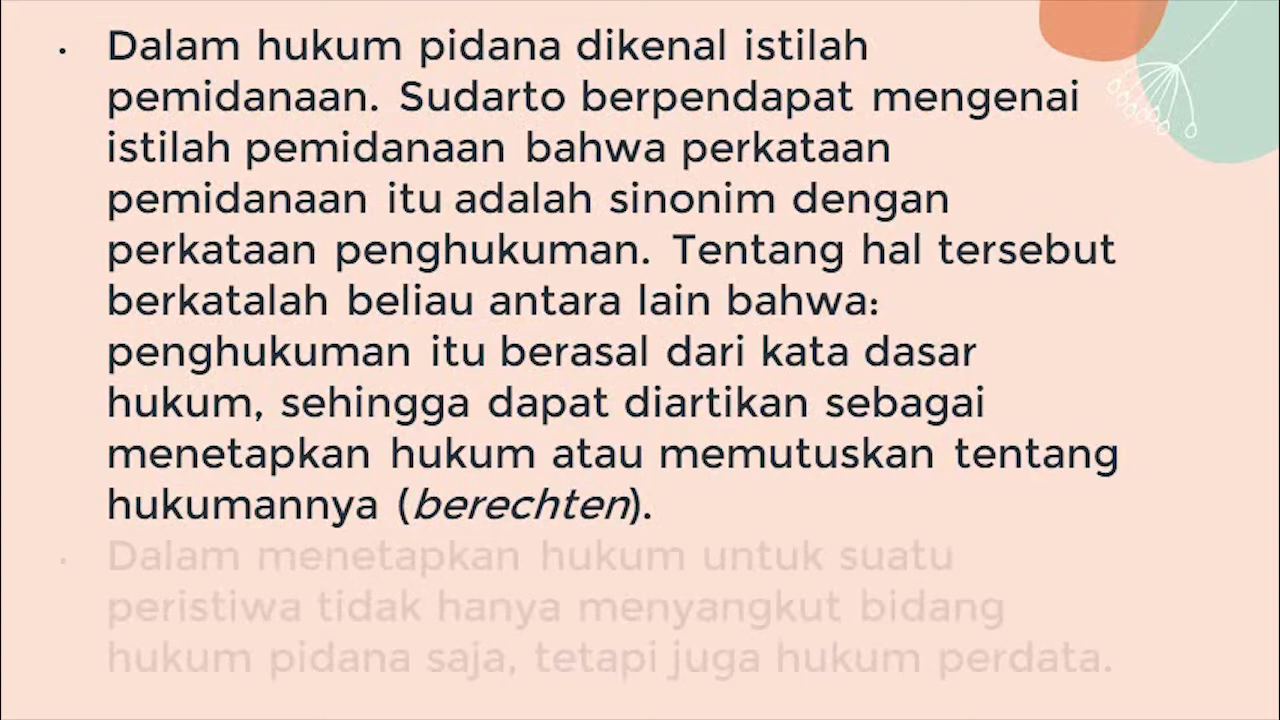 · Dalam hukum pidana dikenal istilah
pemidanaan. Sudarto berpendapat mengenai
istilah pemidanaan bahwa perkataan
pemidanaan itu adalah sinonim dengan
perkataan penghukuman. Tentang hal tersebut
berkatalah beliau antara lain bahwa:
penghukuman itu berasal dari kata dasar
hukum, sehingga dapat diartikan sebagai
menetapkan hukum atau memutuskan tentang
hukumannya (berechten).
· Dalam menetapkan hukum untuk suatu
peristiwa tidak hanya menyangkut bidang
hukum pidana saja, tetapi juga hukum perdata.